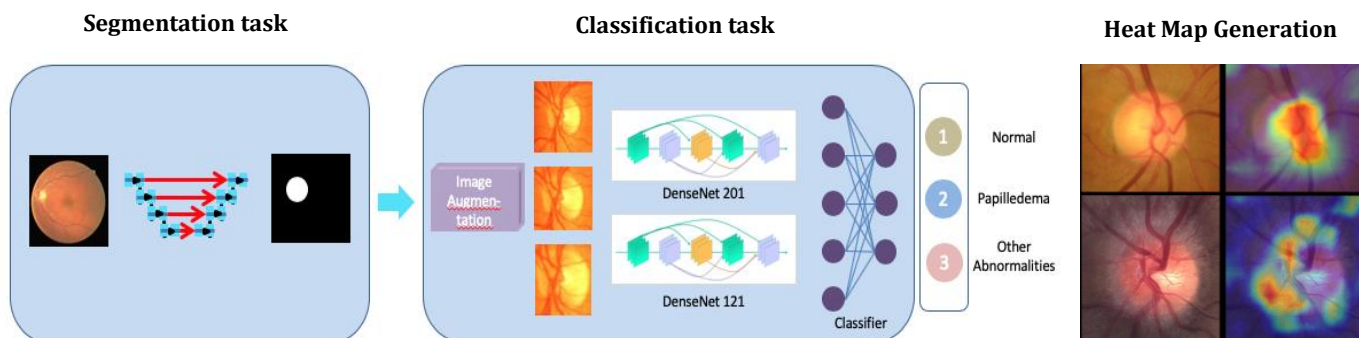 Segmentation task
Classification task
Heat Map Generation
Image
Augmen-
tation
DenseNet 201
DenseNet 121
Classifier
1
Normal
2
Papilledema
3
Other
Abnormalities